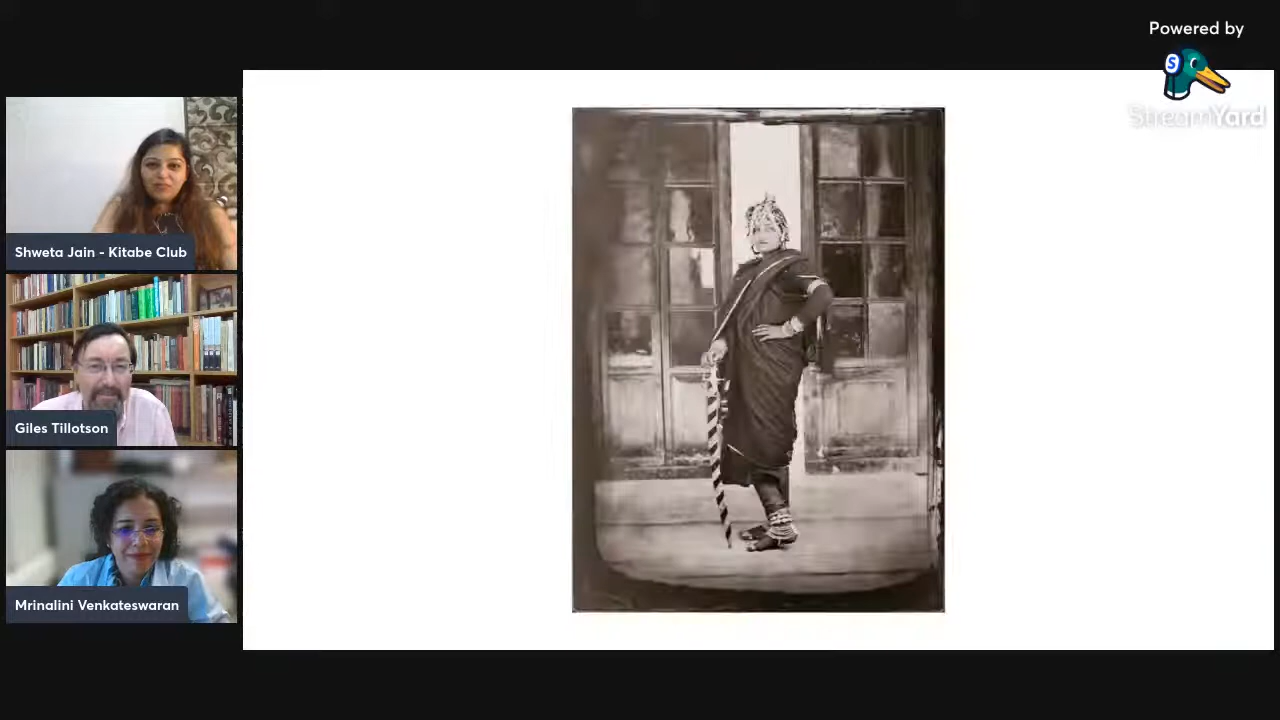 Powered by
S
StreamYard
Shweta Jain - Kitabe Club
Giles Tillotson
Mrinalini Venkateswaran